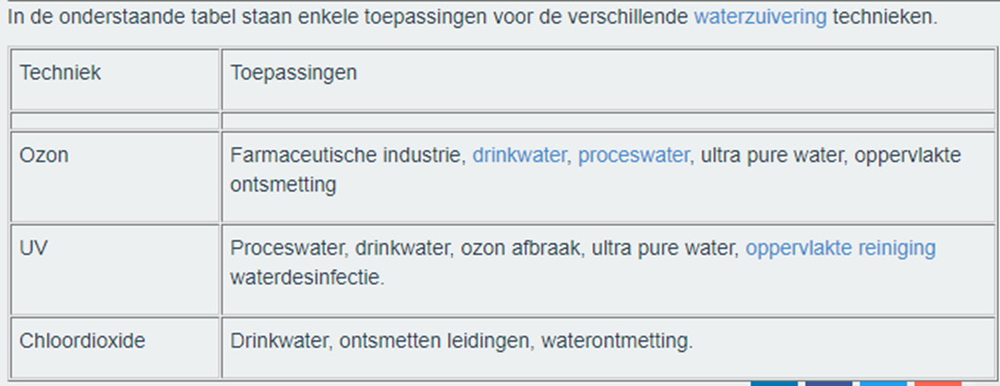 In de onderstaande tabel staan enkele toepassingen voor de verschillende waterzuivering technieken.
Techniek Toepassingen
Ozon Farmaceutische industrie, drinkwater, proceswater, ultra pure water, oppervlakte
ontsmetting
UV Proceswater, drinkwater, ozon afbraak, ultra pure water, oppervlakte reiniging
waterdesinfectie.
Chloordioxide Drinkwater, ontsmetten leidingen, waterontmetting.